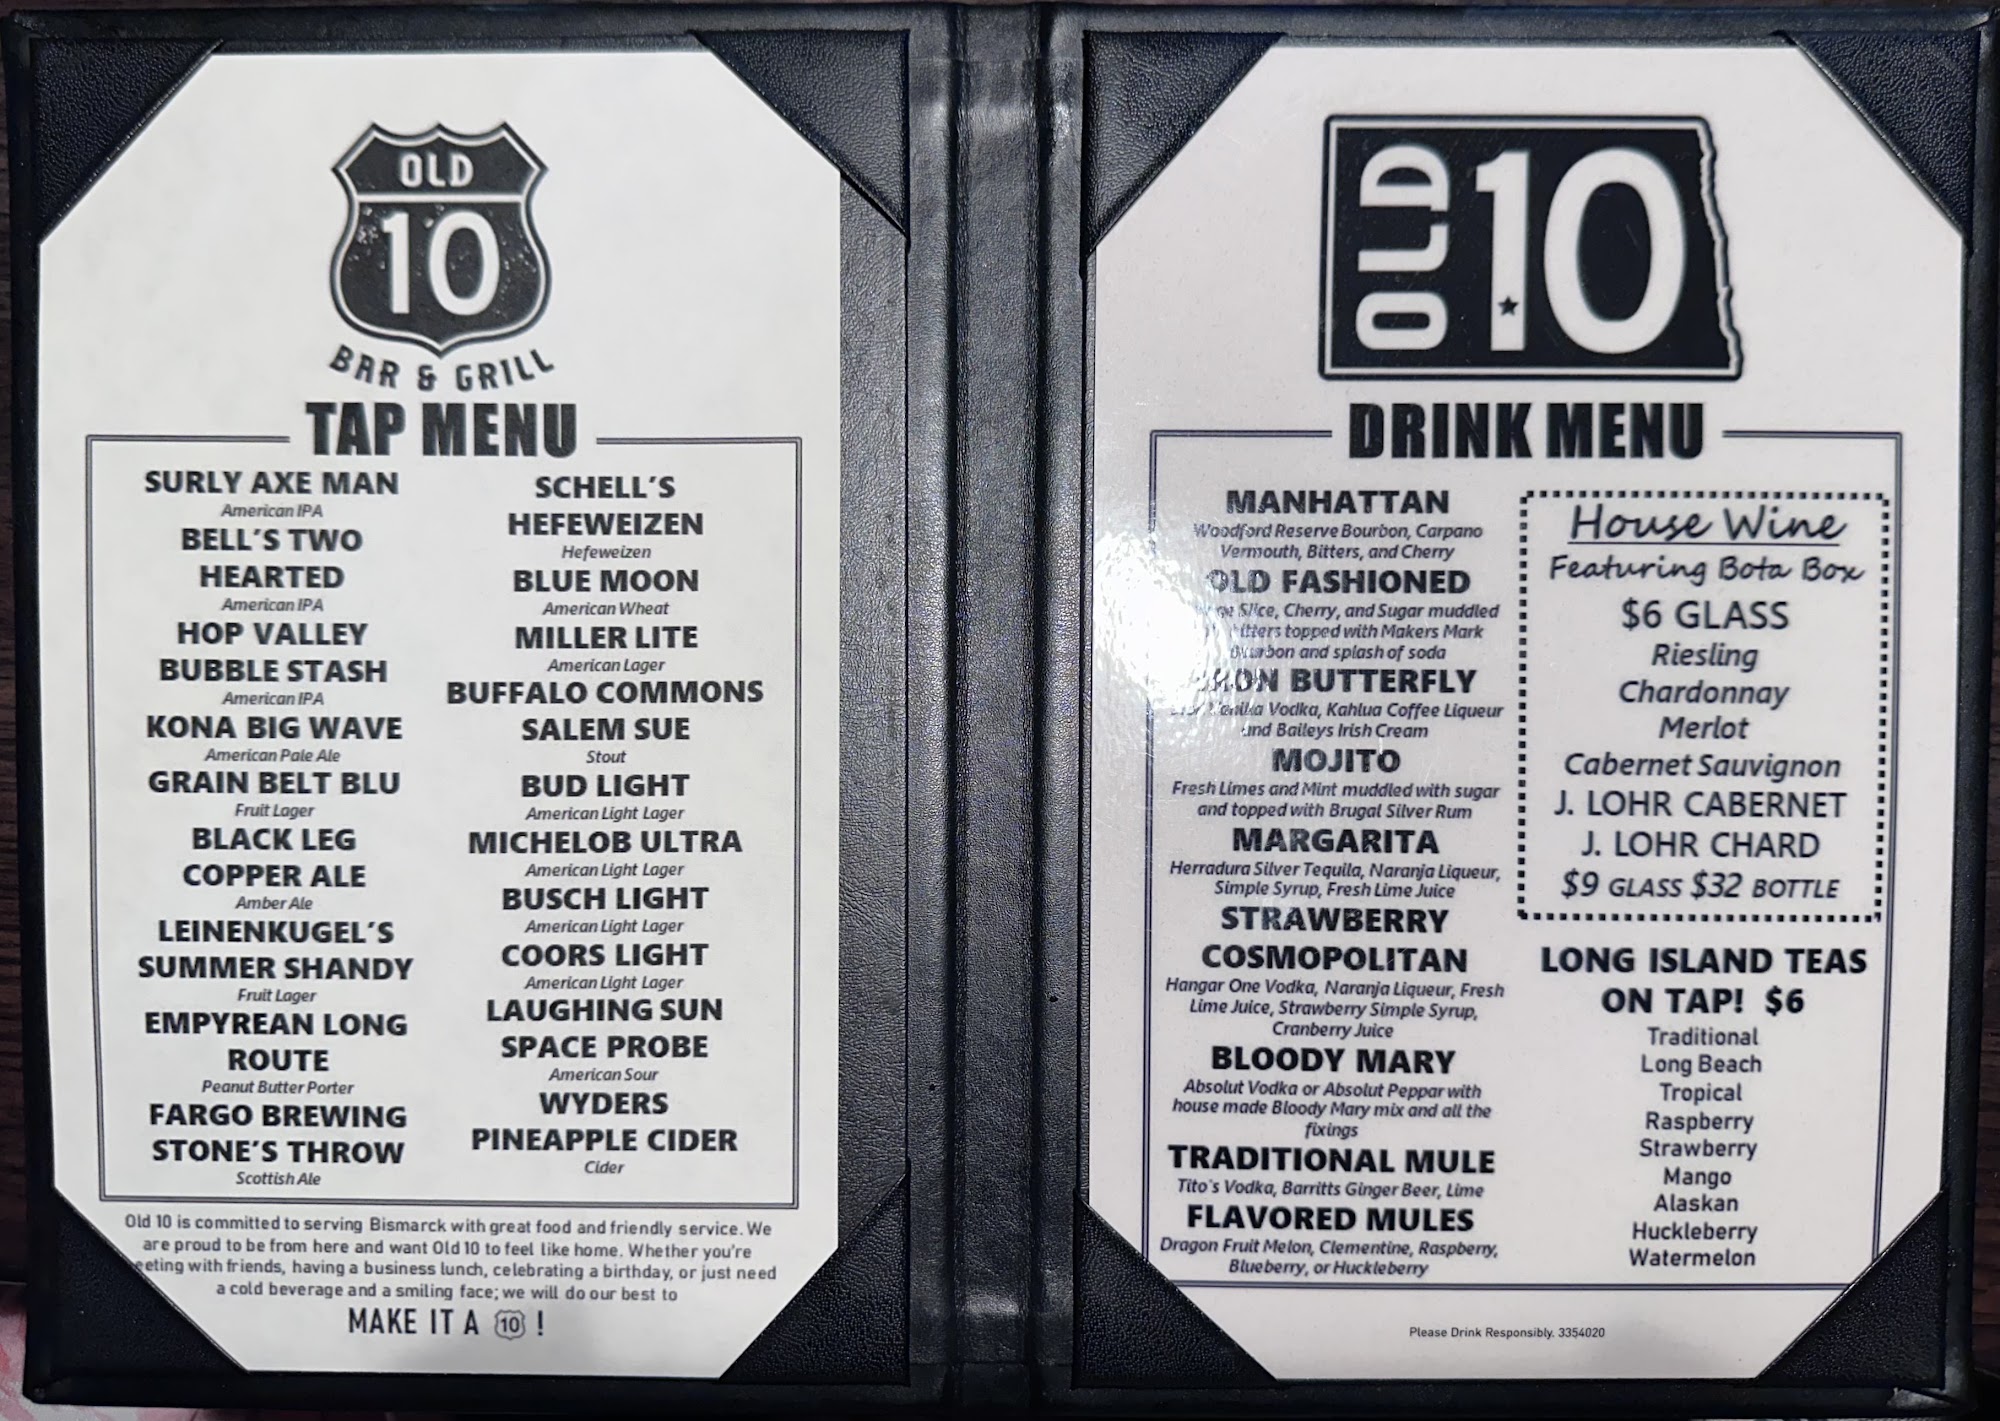 OLD
10
BAR & GRILL
TAP MENU
SURLY AXE MAN
American IPA
BELL'S TWO
HEARTED
American IPA
HOP VALLEY
BUBBLE STASH
American IPA
KONA BIG WAVE
American Pale Ale
GRAIN BELT BLU
Fruit Lager
BLACK LEG
COPPER ALE
Amber Ale
LEINENKUGEL'S
SUMMER SHANDY
Fruit Lager
EMPYREAN LONG
ROUTE
Peanut Butter Porter
FARGO BREWING
STONE'S THROW
Scottish Ale
SCHELL'S
HEFEWEIZEN
Hefeweizen
BLUE MOON
American Wheat
MILLER LITE
American Lager
BUFFALO COMMONS
SALEM SUE
Stout
BUD LIGHT
American Light Lager
MICHELOB ULTRA
American Light Lager
BUSCH LIGHT
American Light Lager
COORS LIGHT
American Light Lager
LAUGHING SUN
SPACE PROBE
American Sour
WYDERS
PINEAPPLE CIDER
Cider
Old 10 is committed to serving Bismarck with great food and friendly service. We
are proud to be from here and want Old 10 to feel like home. Whether you're
eeting with friends, having a business lunch, celebrating a birthday, or just need
a cold beverage and a smiling face; we will do our best to
MAKE IT A 10 !
OLD 10
DRINK MENU
MANHATTAN
Woodford Reserve Bourbon, Carpano
Vermouth, Bitters, and Cherry
OLD FASHIONED
Slice, Cherry, and Sugar muddled
topped with Makers Mark
Bourbon and splash of soda
BUTTERFLY
Vanilla Vodka, Kahlua Coffee Liqueur
and Baileys Irish Cream
MOJITO
Fresh Limes and Mint muddled with sugar
and topped with Brugal Silver Rum
MARGARITA
Herradura Silver Tequila, Naranja Liqueur,
Simple Syrup, Fresh Lime Juice
STRAWBERRY
COSMOPOLITAN
Hangar One Vodka, Naranja Liqueur, Fresh
Lime Juice, Strawberry Simple Syrup,
Cranberry Juice
BLOODY MARY
Absolut Vodka or Absolut Peppar with
house made Bloody Mary mix and all the
fixings
TRADITIONAL MULE
Tito's Vodka, Barritts Ginger Beer, Lime
FLAVORED MULES
Dragon Fruit Melon, Clementine, Raspberry,
Blueberry, or Huckleberry
House Wine
Featuring Bota Box
$6 GLASS
Riesling
Chardonnay
Merlot
Cabernet Sauvignon
J. LOHR CABERNET
J. LOHR CHARD
$9 GLASS $32 BOTTLE
LONG ISLAND TEAS
ON TAP! $6
Traditional
Long Beach
Tropical
Raspberry
Strawberry
Mango
Alaskan
Huckleberry
Watermelon
Please Drink Responsibly. 3354020